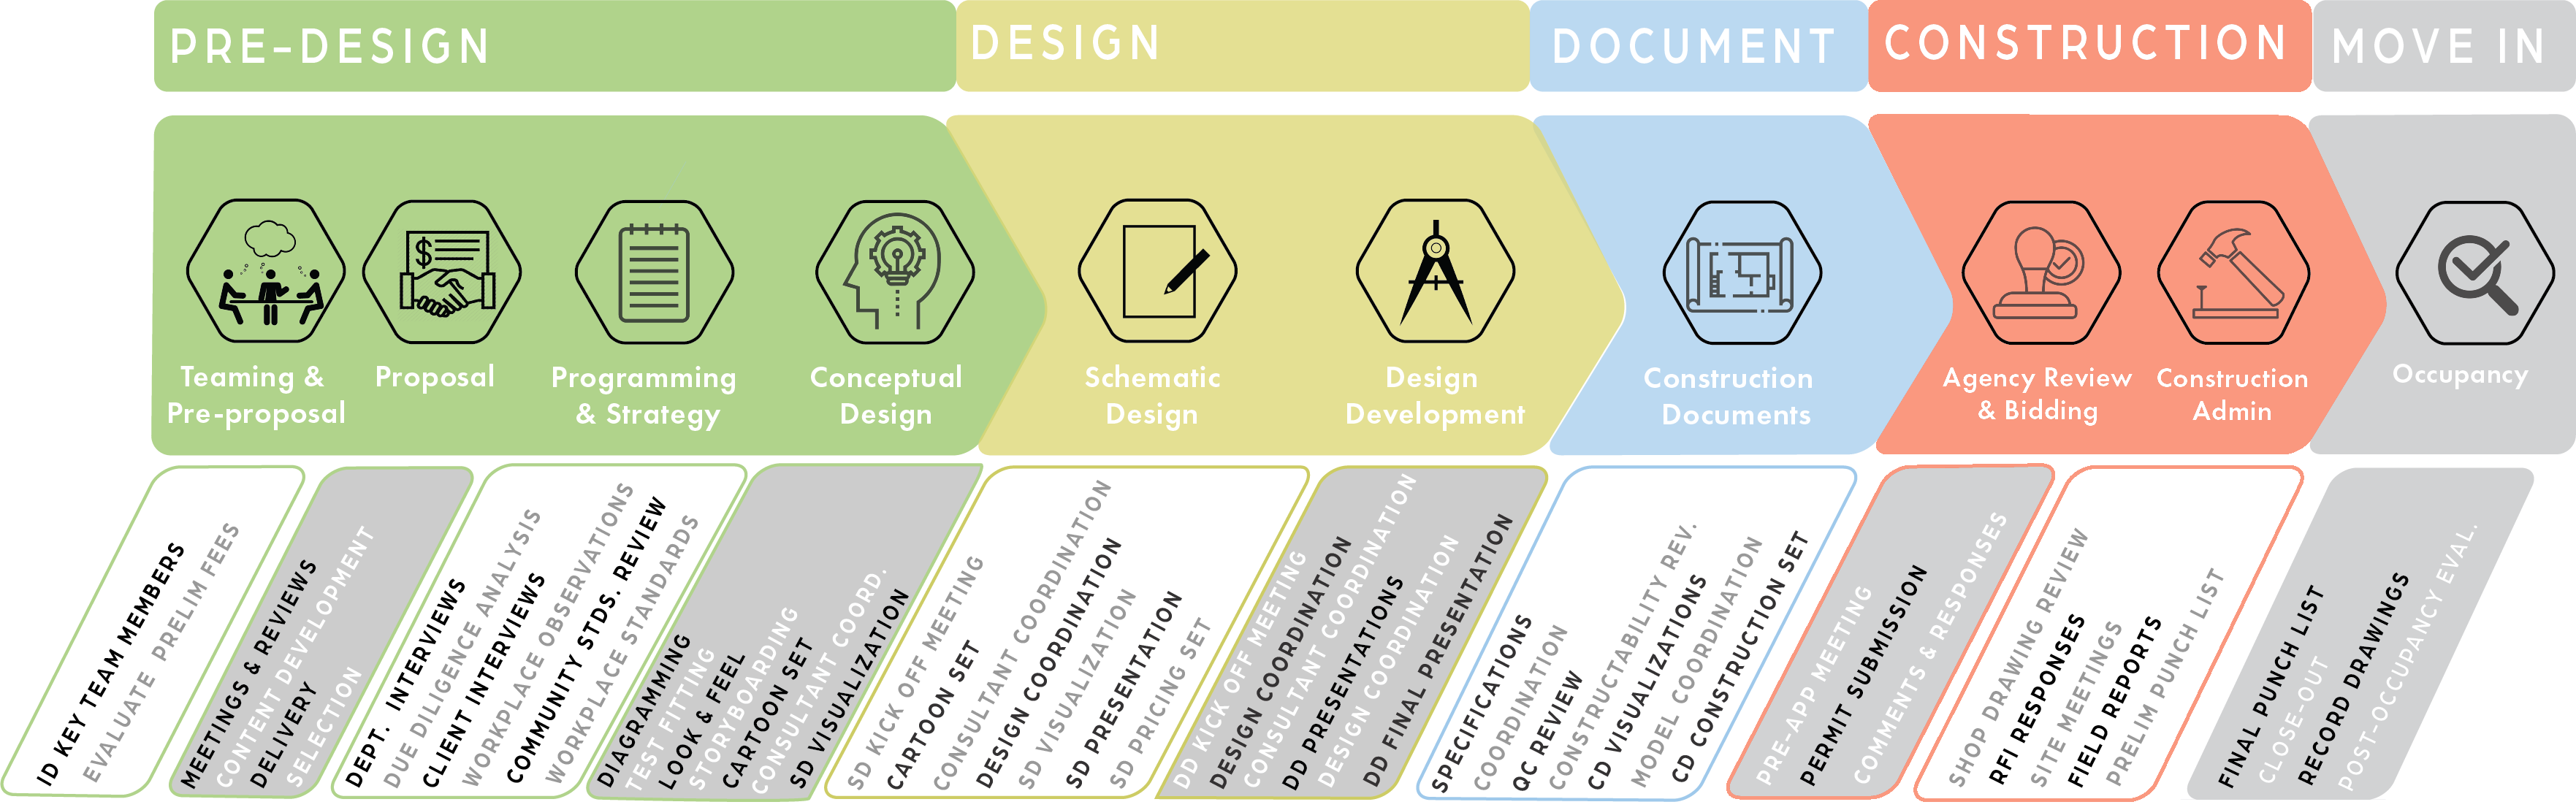 PRE-DESIGN
DESIGN
DOCUMENT
CONSTRUCTION
MOVE IN
$
Teaming &
Pre-proposal
Proposal
Programming
& Strategy
Conceptual
Design
Schematic
Design
Design
Development
Construction
Documents
Agency Review
& Bidding
Construction
Admin
Occupancy
ID KEY TEAM MEMBERS
EVALUATE PRELIM FEES
MEETINGS & REVIEWS
CONTENT DEVELOPMENT
DELIVERY
SELECTION
DEPT. INTERVIEWS
DUE DILIGENCE ANALYSIS
CLIENT INTERVIEWS
WORKPLACE OBSERVATIONS
COMMUNITY STDS. REVIEW
WORKPLACE STANDARDS
DIAGRAMMING
TEST FITTING
LOOK & FEEL
STORYBOARDING
CARTOON SET
CONSULTANT COORD.
SD VISUALIZATION
SD KICK OFF MEETING
CARTOON SET
CONSULTANT COORDINATION
DESIGN COORDINATION
SD VISUALIZATION
SD PRESENTATION
SD PRICING SET
DD KICK OFF MEETING
DESIGN COORDINATION
CONSULTANT COORDINATION
DD PRESENTATIONS
DESIGN COORDINATION
DD FINAL PRESENTATION
SPECIFICATIONS
COORDINATION
QC REVIEW
CONSTRUCTABILITY REV.
CD VISUALIZATIONS
MODEL COORDINATION
CD CONSTRUCTION SET
PRE-APP MEETING
PERMIT SUBMISSION
COMMENTS & RESPONSES
SHOP DRAWING REVIEW
RFI RESPONSES
SITE MEETINGS
FIELD REPORTS
PRELIM PUNCH LIST
FINAL PUNCH LIST
CLOSE-OUT
RECORD DRAWINGS
POST-OCCUPANCY EVAL.